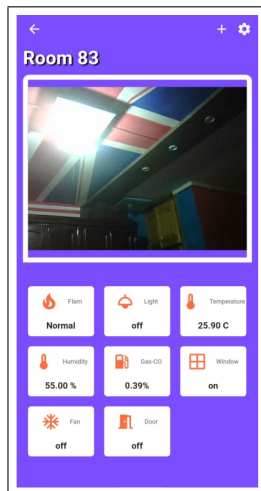 Room 83
Flam
Normal
Light
off
Temperature
25.90 C
Humidity
55.00 %
Gas-CO
0.39%
Window
on
Fan
off
Door
off